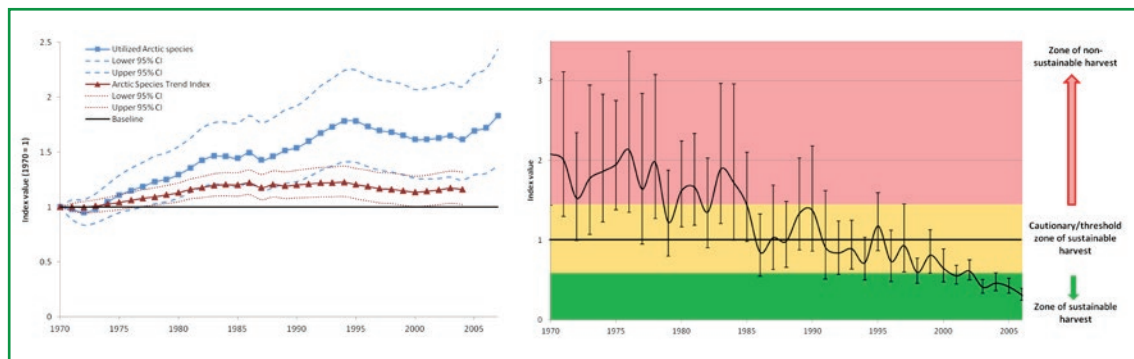 2.5
2
1.5
1
0.5
0
Index value (1970 = 1)
Utilized Arctic species
Lower 95% CI
Upper 95% CI
Arctic Species Trend Index
Lower 95% CI
Upper 95% CI
Baseline
1970 1975 1980 1985 1990 1995 2000 2005
3
2
1
0
Index value
1970 1975 1980 1985 1990 1995 2000 2005
Zone of non-
sustainable harvest
Cautionary/threshold
zone of sustainable
harvest
Zone of sustainable
harvest